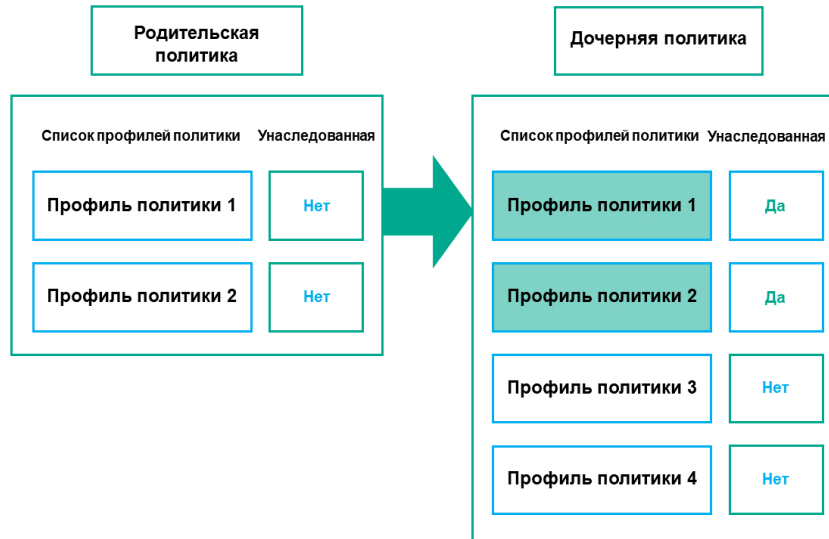 Родительская
политика
Список профилей политики Унаследованная
Профиль политики 1 Нет
Профиль политики 2 Нет
Дочерняя политика
Список профилей политики Унаследованная
Профиль политики 1 Да
Профиль политики 2 Да
Профиль политики 3 Нет
Профиль политики 4 Нет